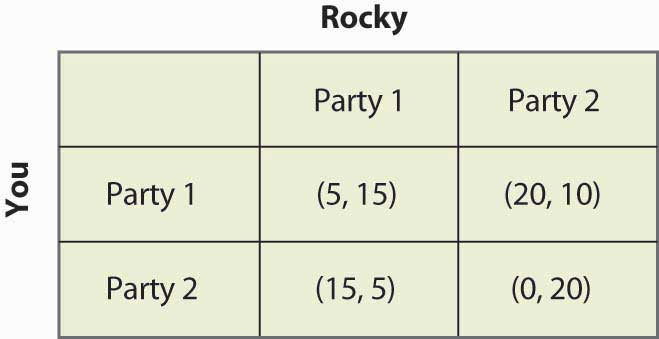 Rocky
Party 1 Party 2
You
Party 1 (5, 15) (20, 10)
Party 2 (15, 5) (0, 20)